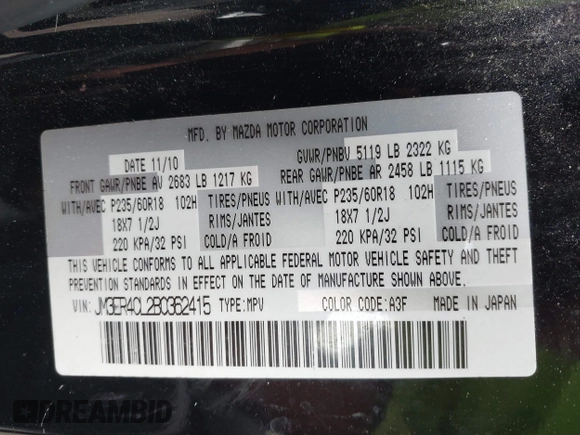 MFD. BY MAZDA MOTOR CORPORATION
DATE 11/10 GVWR/PNBV 5119 LB 2322 KG
FRONT GAWR/PNBE AV 2683 LB 1217 KG REAR GAWR/PNBE AR 2458 LB 1115 KG
WITH/AVEC P235/60R18 102H TIRES/PNEUS WITH/AVEC P235/60R18 102H TIRES/PNEUS
18X7 1/2J RIMS/JANTES 18X7 1/2J RIMS/JANTES
220 KPA/32 PSI COLD/A FROID 220 KPA/32 PSI COLD/A FROID
THIS VEHICLE CONFORMS TO ALL APPLICABLE FEDERAL MOTOR VEHICLE SAFETY AND THEFT
PREVENTION STANDARDS IN EFFECT ON THE DATE OF MANUFACTURE SHOWN ABOVE.
VIN: JM3ER4CL2B0362415 TYPE:MPV COLOR CODE:A3F MADE IN JAPAN
DREAMBID